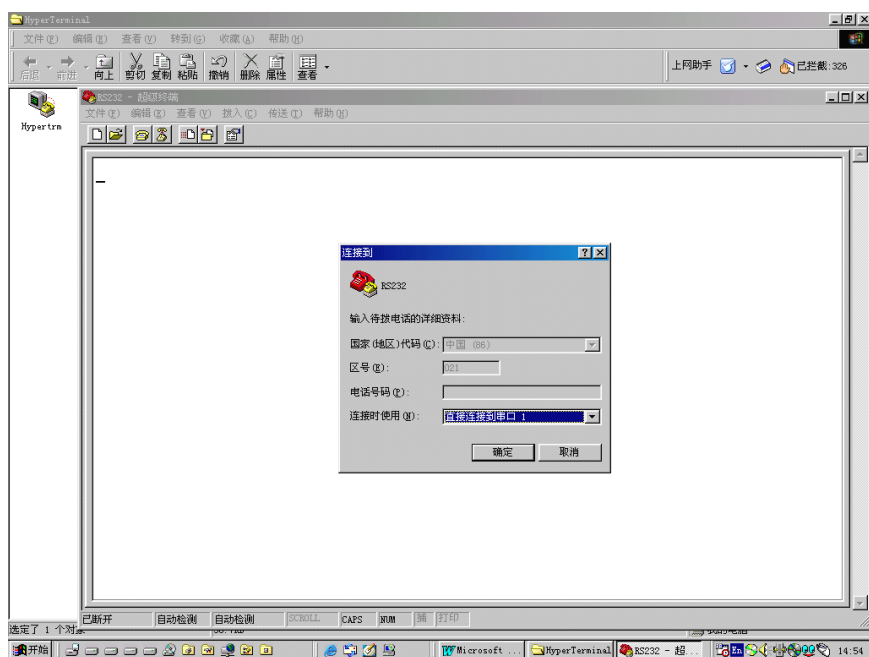 HyperTerminal
文件(F) 编辑(E) 查看(V) 转到(G) 收藏(A) 帮助(H)
后退 前进 向上 剪切 复制 粘贴 撤销 删除 属性 查看
上网助手 已拦截:326
Hypertrm
RS232 - 超级终端
文件(F) 编辑(E) 查看(V) 拨入(C) 传送(T) 帮助(H)
连接到
RS232
输入待拨电话的详细资料:
国家(地区)代码(C): 中国 (86)
区号(E): 021
电话号码(P):
连接时使用(N): 直接连接到串口 1
确定 取消
已断开 自动检测 自动检测 SCROLL CAPS NUM 捕 打印
选定了 1 个对
开始 Microsoft ... HyperTerminal RS232 - 超... En 14:54